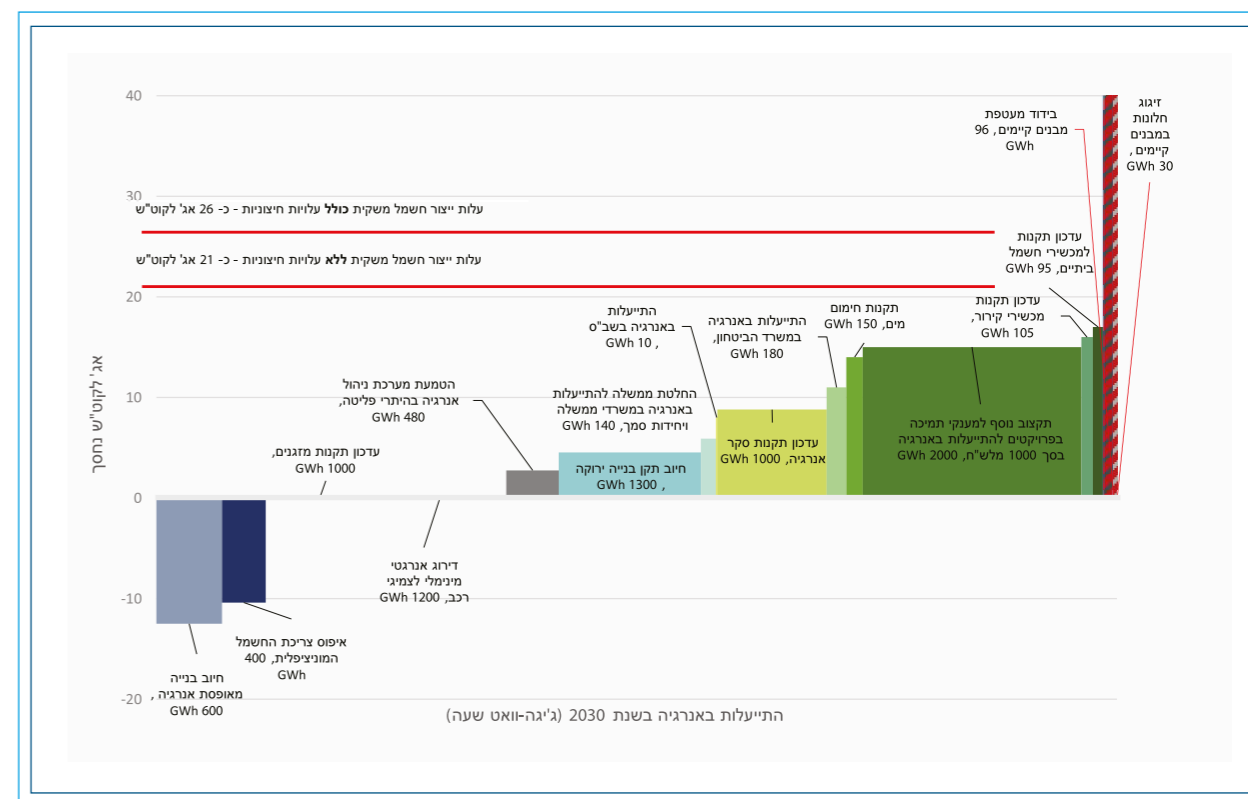 40
30
20
10
0
-10
-20
אג' לקוט"ש נחסך
עלות ייצור חשמל משקית כולל עלויות חיצוניות - כ- 26 אג' לקוט"ש
עלות ייצור חשמל משקית ללא עלויות חיצוניות - כ- 21 אג' לקוט"ש
חיוב בנייה
מאופסת אנרגיה ,
600 GWh
איפוס צריכת החשמל
המוניציפלית, 400
GWh
עדכון תקנות מזגנים,
1000 GWh
דירוג אנרגטי
מינימלי לצמיגי
רכב, 1200 GWh
הטמעת מערכת ניהול
אנרגיה בהיתרי פליטה,
480 GWh
חיוב תקן בנייה ירוקה
, 1300 GWh
החלטת ממשלה להתייעלות
באנרגיה במשרדי ממשלה
ויחידות סמך, 140 GWh
התייעלות
באנרגיה בשב"ס
, 10 GWh
עדכון תקנות סקר
אנרגיה, 1000 GWh
התייעלות באנרגיה
במשרד הביטחון,
180 GWh
תקנות חימום
מים, 150 GWh
תקצוב נוסף למענקי תמיכה
בפרויקטים להתייעלות באנרגיה
בסך 1000 מלש"ח, 2000 GWh
עדכון תקנות
מכשירי קירור,
105 GWh
עדכון תקנות
למכשירי חשמל
ביתיים, 95 GWh
בידוד מעטפת
מבנים קיימים, 96
GWh
זיגוג
חלונות
במבנים
קיימים ,
30 GWh
התייעלות באנרגיה בשנת 2030 (ג'יגה-וואט שעה)